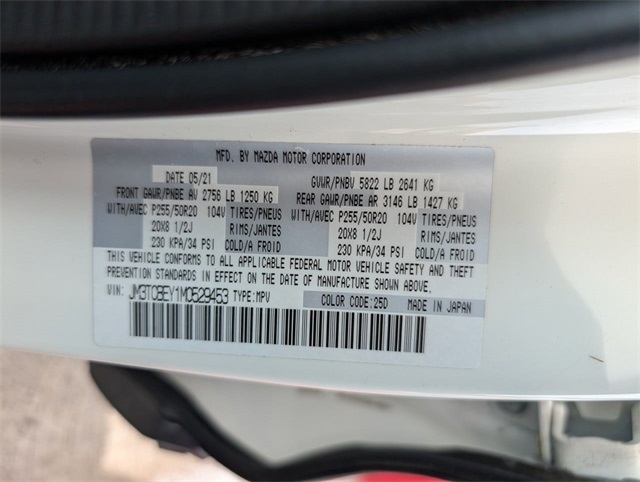 MFD. BY MAZDA MOTOR CORPORATION
DATE 05/21 GVWR/PNBV 5822 LB 2641 KG
FRONT GAWR/PNBE AV 2756 LB 1250 KG REAR GAWR/PNBE AR 3146 LB 1427 KG
WITH/AVEC P255/50R20 104V TIRES/PNEUS WITH/AVEC P255/50R20 104V TIRES/PNEUS
20X8 1/2J RIMS/JANTES 20X8 1/2J RIMS/JANTES
230 KPA/34 PSI COLD/A FROID 230 KPA/34 PSI COLD/A FROID
THIS VEHICLE CONFORMS TO ALL APPLICABLE FEDERAL MOTOR VEHICLE SAFETY AND THEFT
PREVENTION STANDARDS IN EFFECT ON THE DATE OF MANUFACTURE SHOWN ABOVE.
VIN: JM3TCBEY1M0529453 TYPE:MPV COLOR CODE:25D MADE IN JAPAN